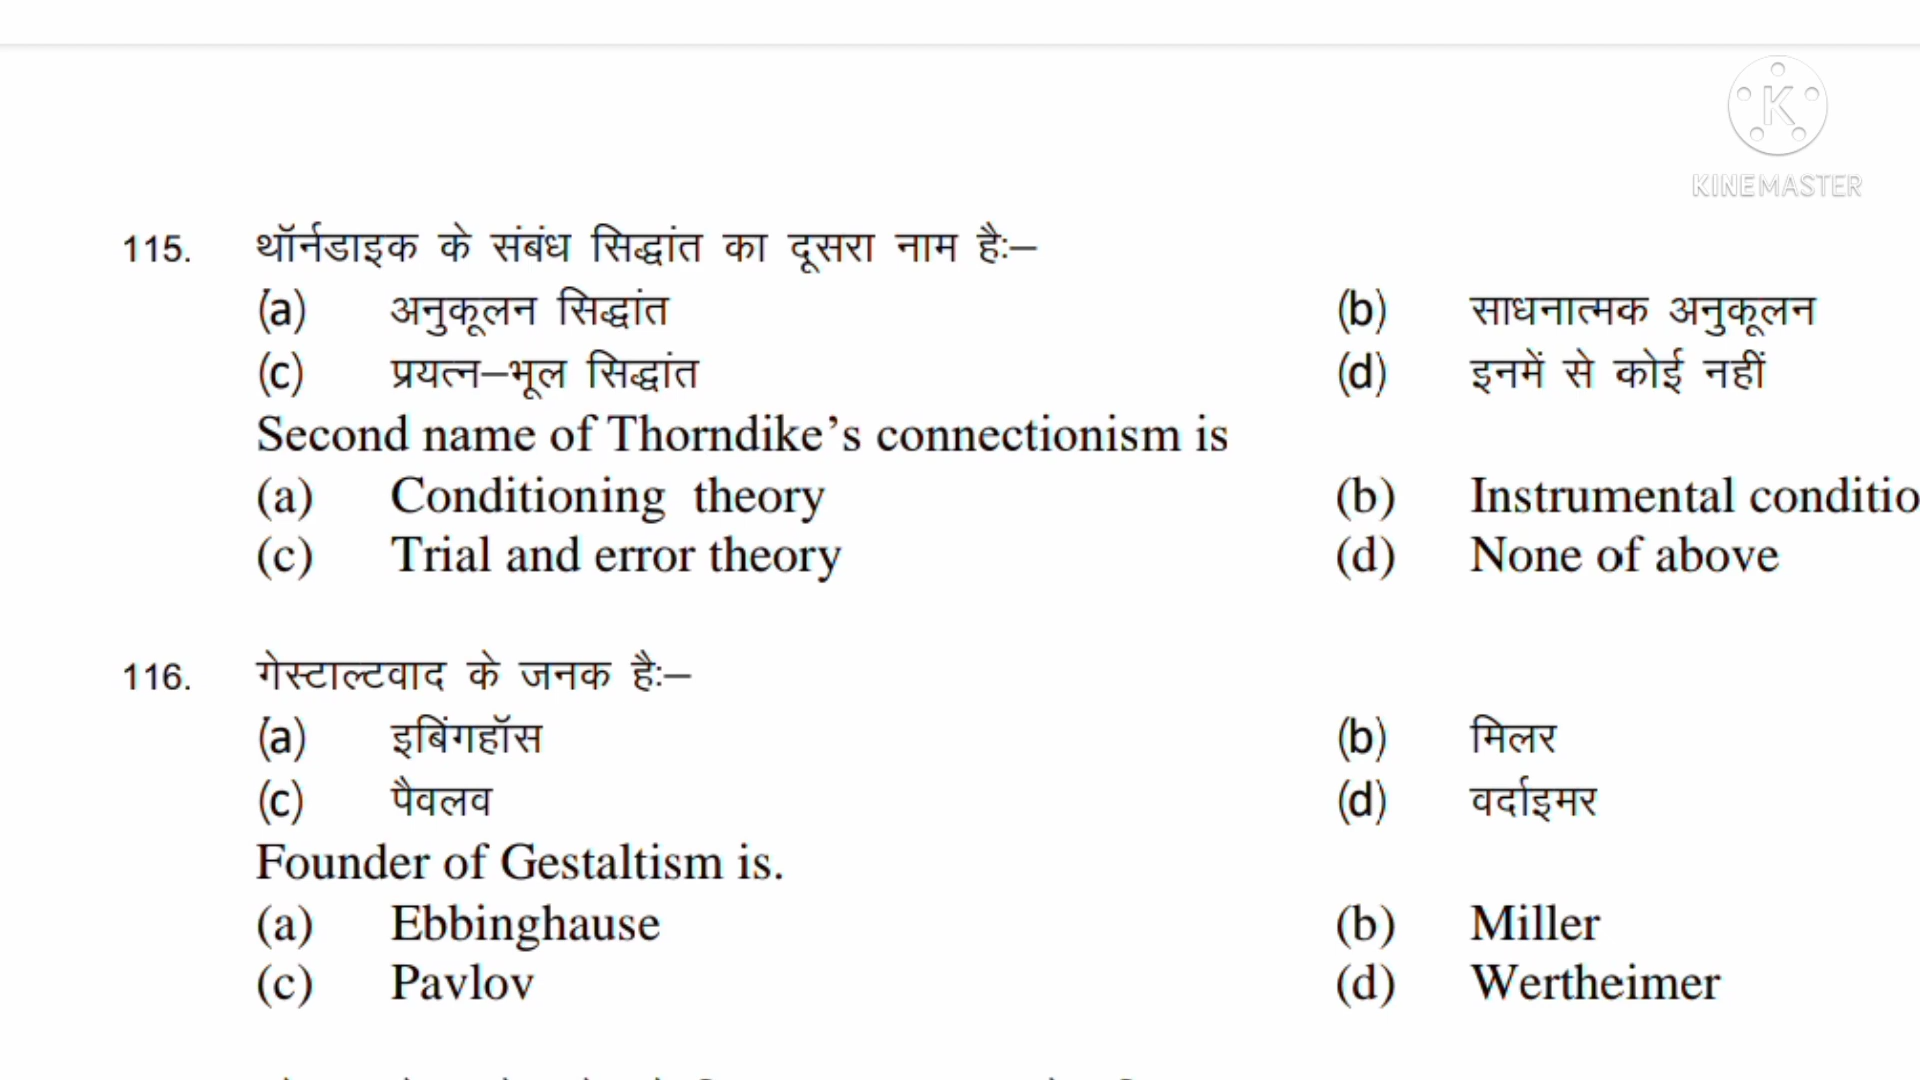 KINEMASTER
115. थॉर्नडाइक के संबंध सिद्धांत का दूसरा नाम है:–
(a) अनुकूलन सिद्धांत (b) साधनात्मक अनुकूलन
(c) प्रयत्न–भूल सिद्धांत (d) इनमें से कोई नहीं
Second name of Thorndike’s connectionism is
(a) Conditioning theory (b) Instrumental conditio
(c) Trial and error theory (d) None of above
116. गेस्टाल्टवाद के जनक है:–
(a) इबिंगहॉस (b) मिलर
(c) पैवलव (d) वर्दाइमर
Founder of Gestaltism is.
(a) Ebbinghause (b) Miller
(c) Pavlov (d) Wertheimer